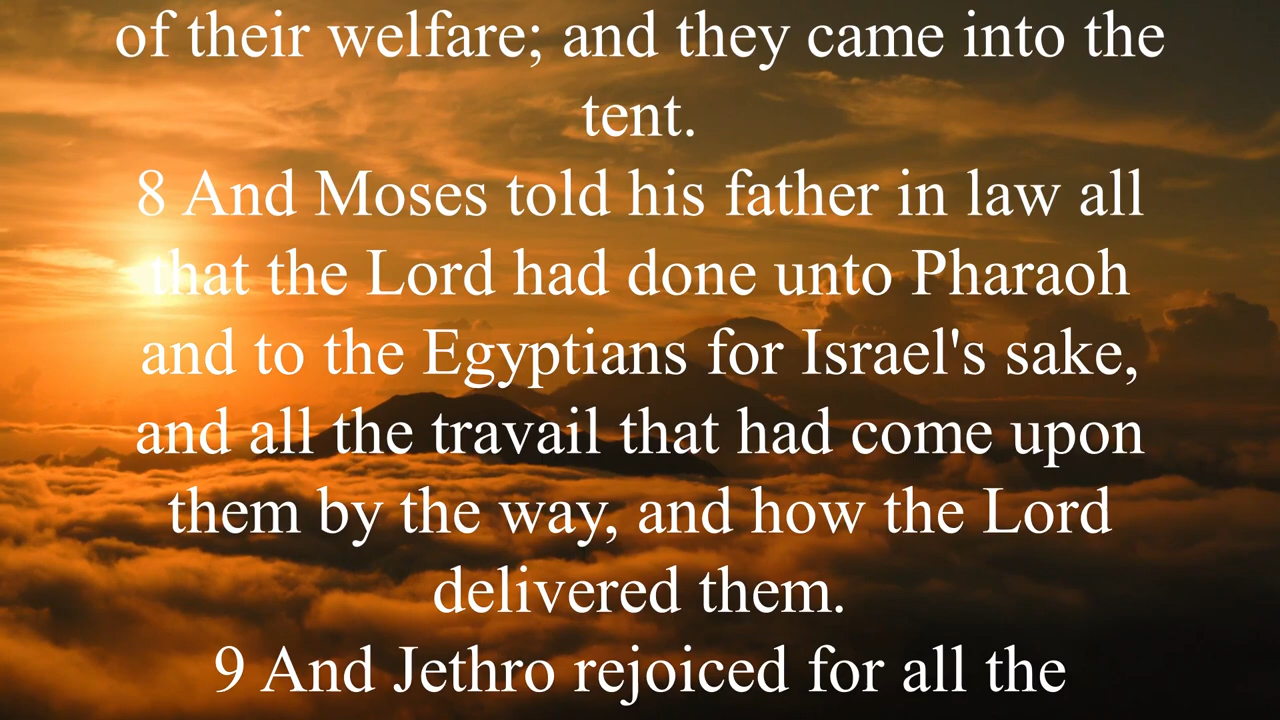 of their welfare; and they came into the
tent.
8 And Moses told his father in law all
that the Lord had done unto Pharaoh
and to the Egyptians for Israel's sake,
and all the travail that had come upon
them by the way, and how the Lord
delivered them.
9 And Jethro rejoiced for all the